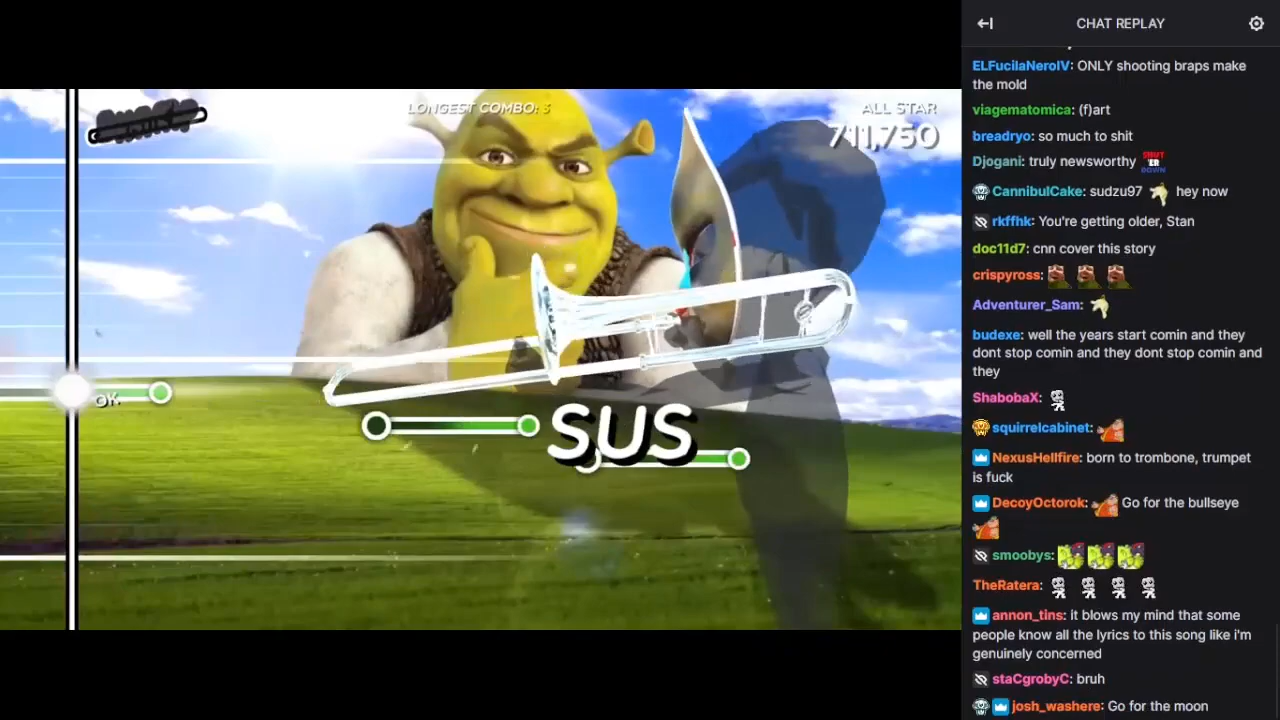 CHAT REPLAY
ELFucilaNeroIV: ONLY shooting braps make
the mold
viagematomica: (f)art
breadryo: so much to shit
Djogani: truly newsworthy
CannibulCake: sudzu97 hey now
rkffhk: You're getting older, Stan
doc11d7: cnn cover this story
crispyross:
Adventurer_Sam:
budexe: well the years start comin and they
dont stop comin and they dont stop comin and
they
ShabobaX:
squirrelcabinet:
NexusHellfire: born to trombone, trumpet
is fuck
DecoyOctorok: Go for the bullseye
smoobys:
TheRatera:
annon_tins: it blows my mind that some
people know all the lyrics to this song like i'm
genuinely concerned
staCgrobyC: bruh
josh_washere: Go for the moon
LONGEST COMBO:
ALL STAR
711,750
OK
SUS